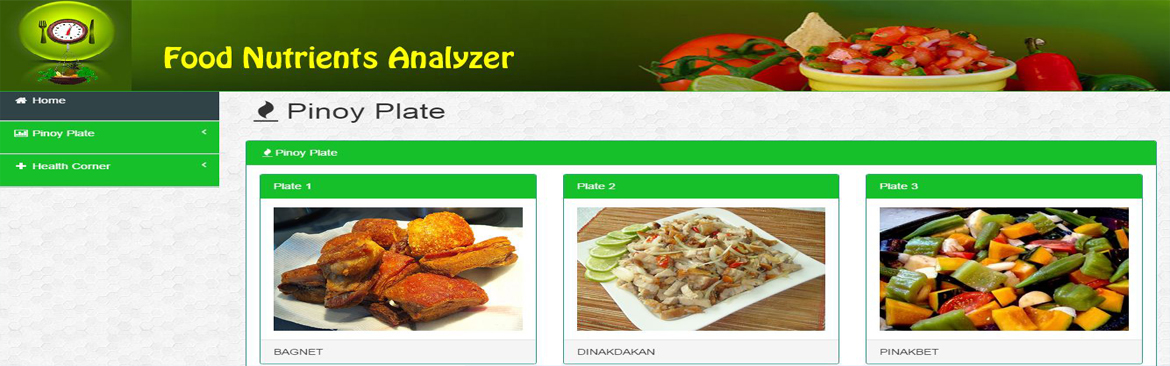 Food Nutrients Analyzer
Home
Pinoy Plate
Health Corner
Pinoy Plate
Pinoy Plate
Plate 1
Plate 2
Plate 3
BAGNET
DINAKDAKAN
PINAKBET